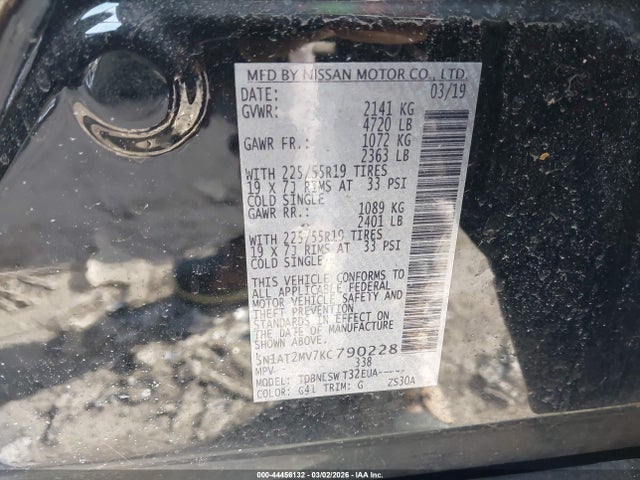 MFD BY NISSAN MOTOR CO., LTD.
DATE: 03/19
GVWR: 2141 KG
4720 LB
GAWR FR.: 1072 KG
2363 LB
WITH 225/55R19 TIRES
19 X 7J RIMS AT 33 PSI
COLD SINGLE
GAWR RR.: 1089 KG
2401 LB
WITH 225/55R19 TIRES
19 X 7J RIMS AT 33 PSI
COLD SINGLE
THIS VEHICLE CONFORMS TO
ALL APPLICABLE FEDERAL
MOTOR VEHICLE SAFETY AND
THEFT PREVENTION
STANDARDS IN EFFECT ON
THE DATE OF MANUFACTURE
SHOWN ABOVE.
5N1AT2MV7KC790228
MPV 338
MODEL: TDBNESWT32EUA-----
COLOR: G41 TRIM: G ZS30A
000-44456132 - 03/02/2026 - IAA Inc.